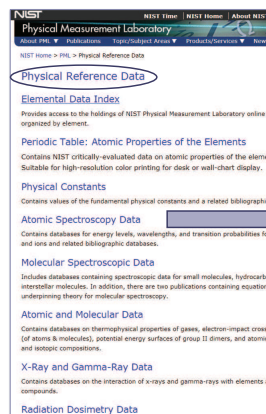 NIST
NIST Time NIST Home About NIS
Physical Measurement Laboratory
About PML ▼ Publications Topic/Subject Areas ▼ Products/Services ▼ New
NIST Home > PML > Physical Reference Data
Physical Reference Data
Elemental Data Index
Provides access to the holdings of NIST Physical Measurement Laboratory online
organized by element.
Periodic Table: Atomic Properties of the Elements
Contains NIST critically-evaluated data on atomic properties of the eleme
Suitable for high-resolution color printing for desk or wall-chart display.
Physical Constants
Contains values of the fundamental physical constants and a related bibliographi
Atomic Spectroscopy Data
Contains databases for energy levels, wavelengths, and transition probabilities f
and ions and related bibliographic databases.
Molecular Spectroscopic Data
Includes databases containing spectroscopic data for small molecules, hydrocarb
interstellar molecules. In addition, there are two publications containing equation
underpinning theory for molecular spectroscopy.
Atomic and Molecular Data
Contains databases on thermophysical properties of gases, electron-impact cross
(of atoms & molecules), potential energy surfaces of group II dimers, and atomi
and isotopic compositions.
X-Ray and Gamma-Ray Data
Contains databases on the interaction of x-rays and gamma-rays with elements
compounds.
Radiation Dosimetry Data